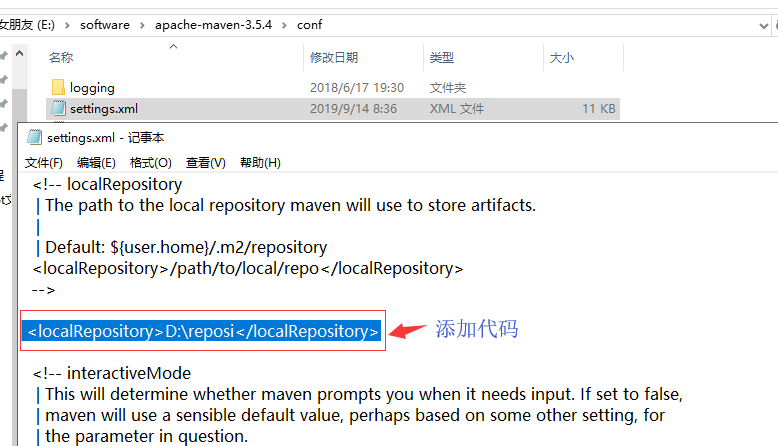 女朋友 (E:) > software > apache-maven-3.5.4 > conf
名称 修改日期 类型 大小
logging 2018/6/17 19:30 文件夹
settings.xml 2019/9/14 8:36 XML 文件 11 KB
settings.xml - 记事本
文件(F) 编辑(E) 格式(O) 查看(V) 帮助(H)
<!-- localRepository
| The path to the local repository maven will use to store artifacts.
|
| Default: ${user.home}/.m2/repository
<localRepository>/path/to/local/repo</localRepository>
-->
<localRepository>D:\reposi</localRepository>
添加代码
<!-- interactiveMode
| This will determine whether maven prompts you when it needs input. If set to false,
| maven will use a sensible default value, perhaps based on some other setting, for
| the parameter in question.